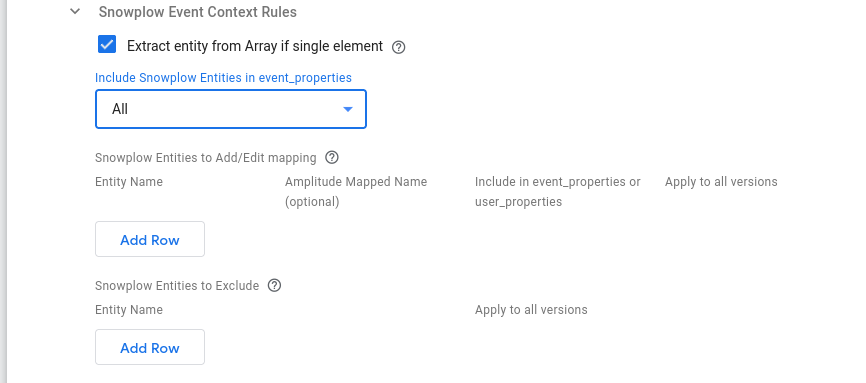 Snowplow Event Context Rules
Extract entity from Array if single element
Include Snowplow Entities in event_properties
All
Snowplow Entities to Add/Edit mapping
Entity Name
Amplitude Mapped Name
(optional)
Include in event_properties or
user_properties
Apply to all versions
Add Row
Snowplow Entities to Exclude
Entity Name
Apply to all versions
Add Row